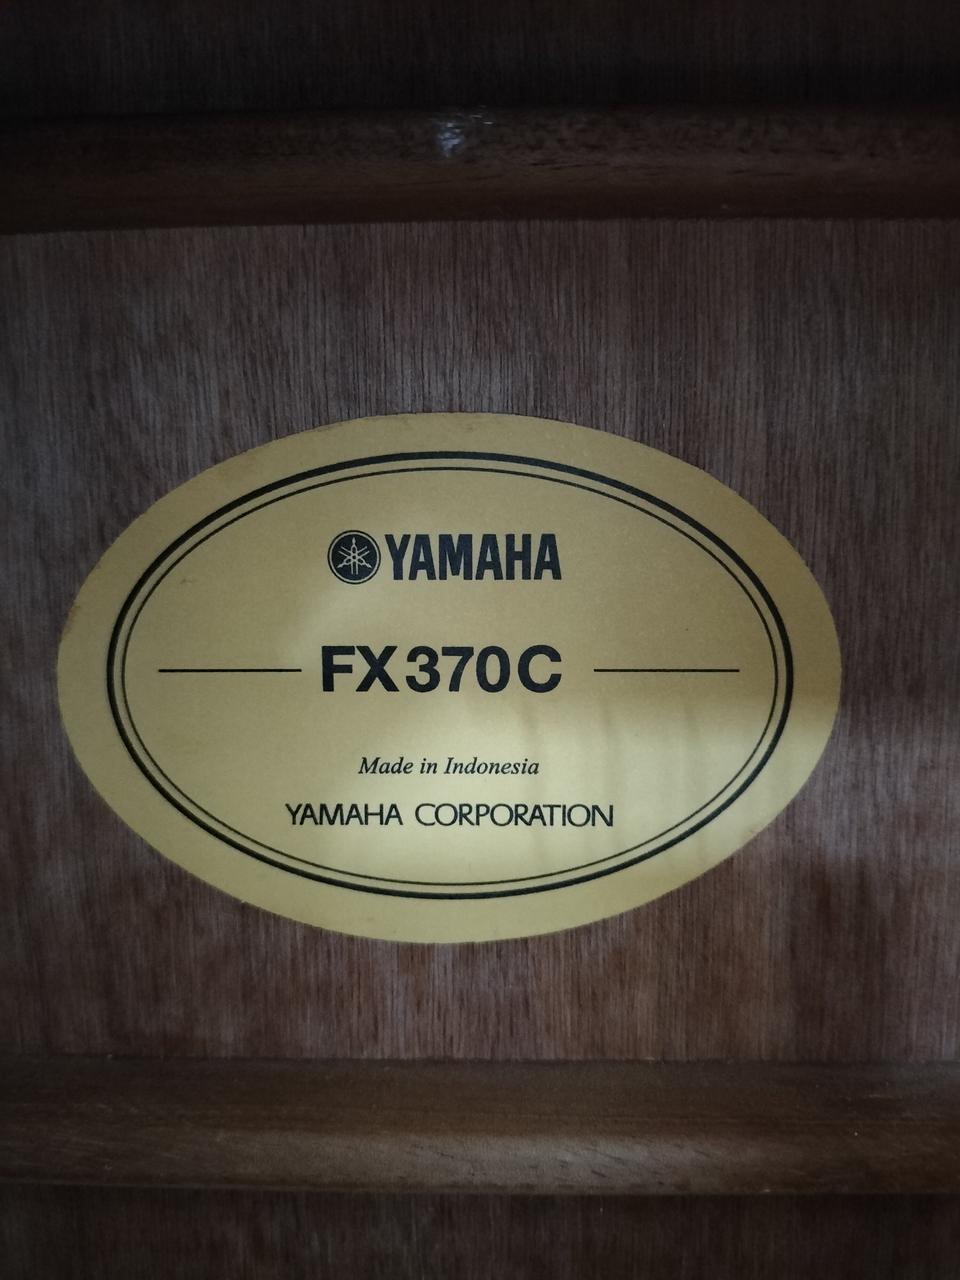 YAMAHA
FX370C
Made in Indonesia
YAMAHA CORPORATION